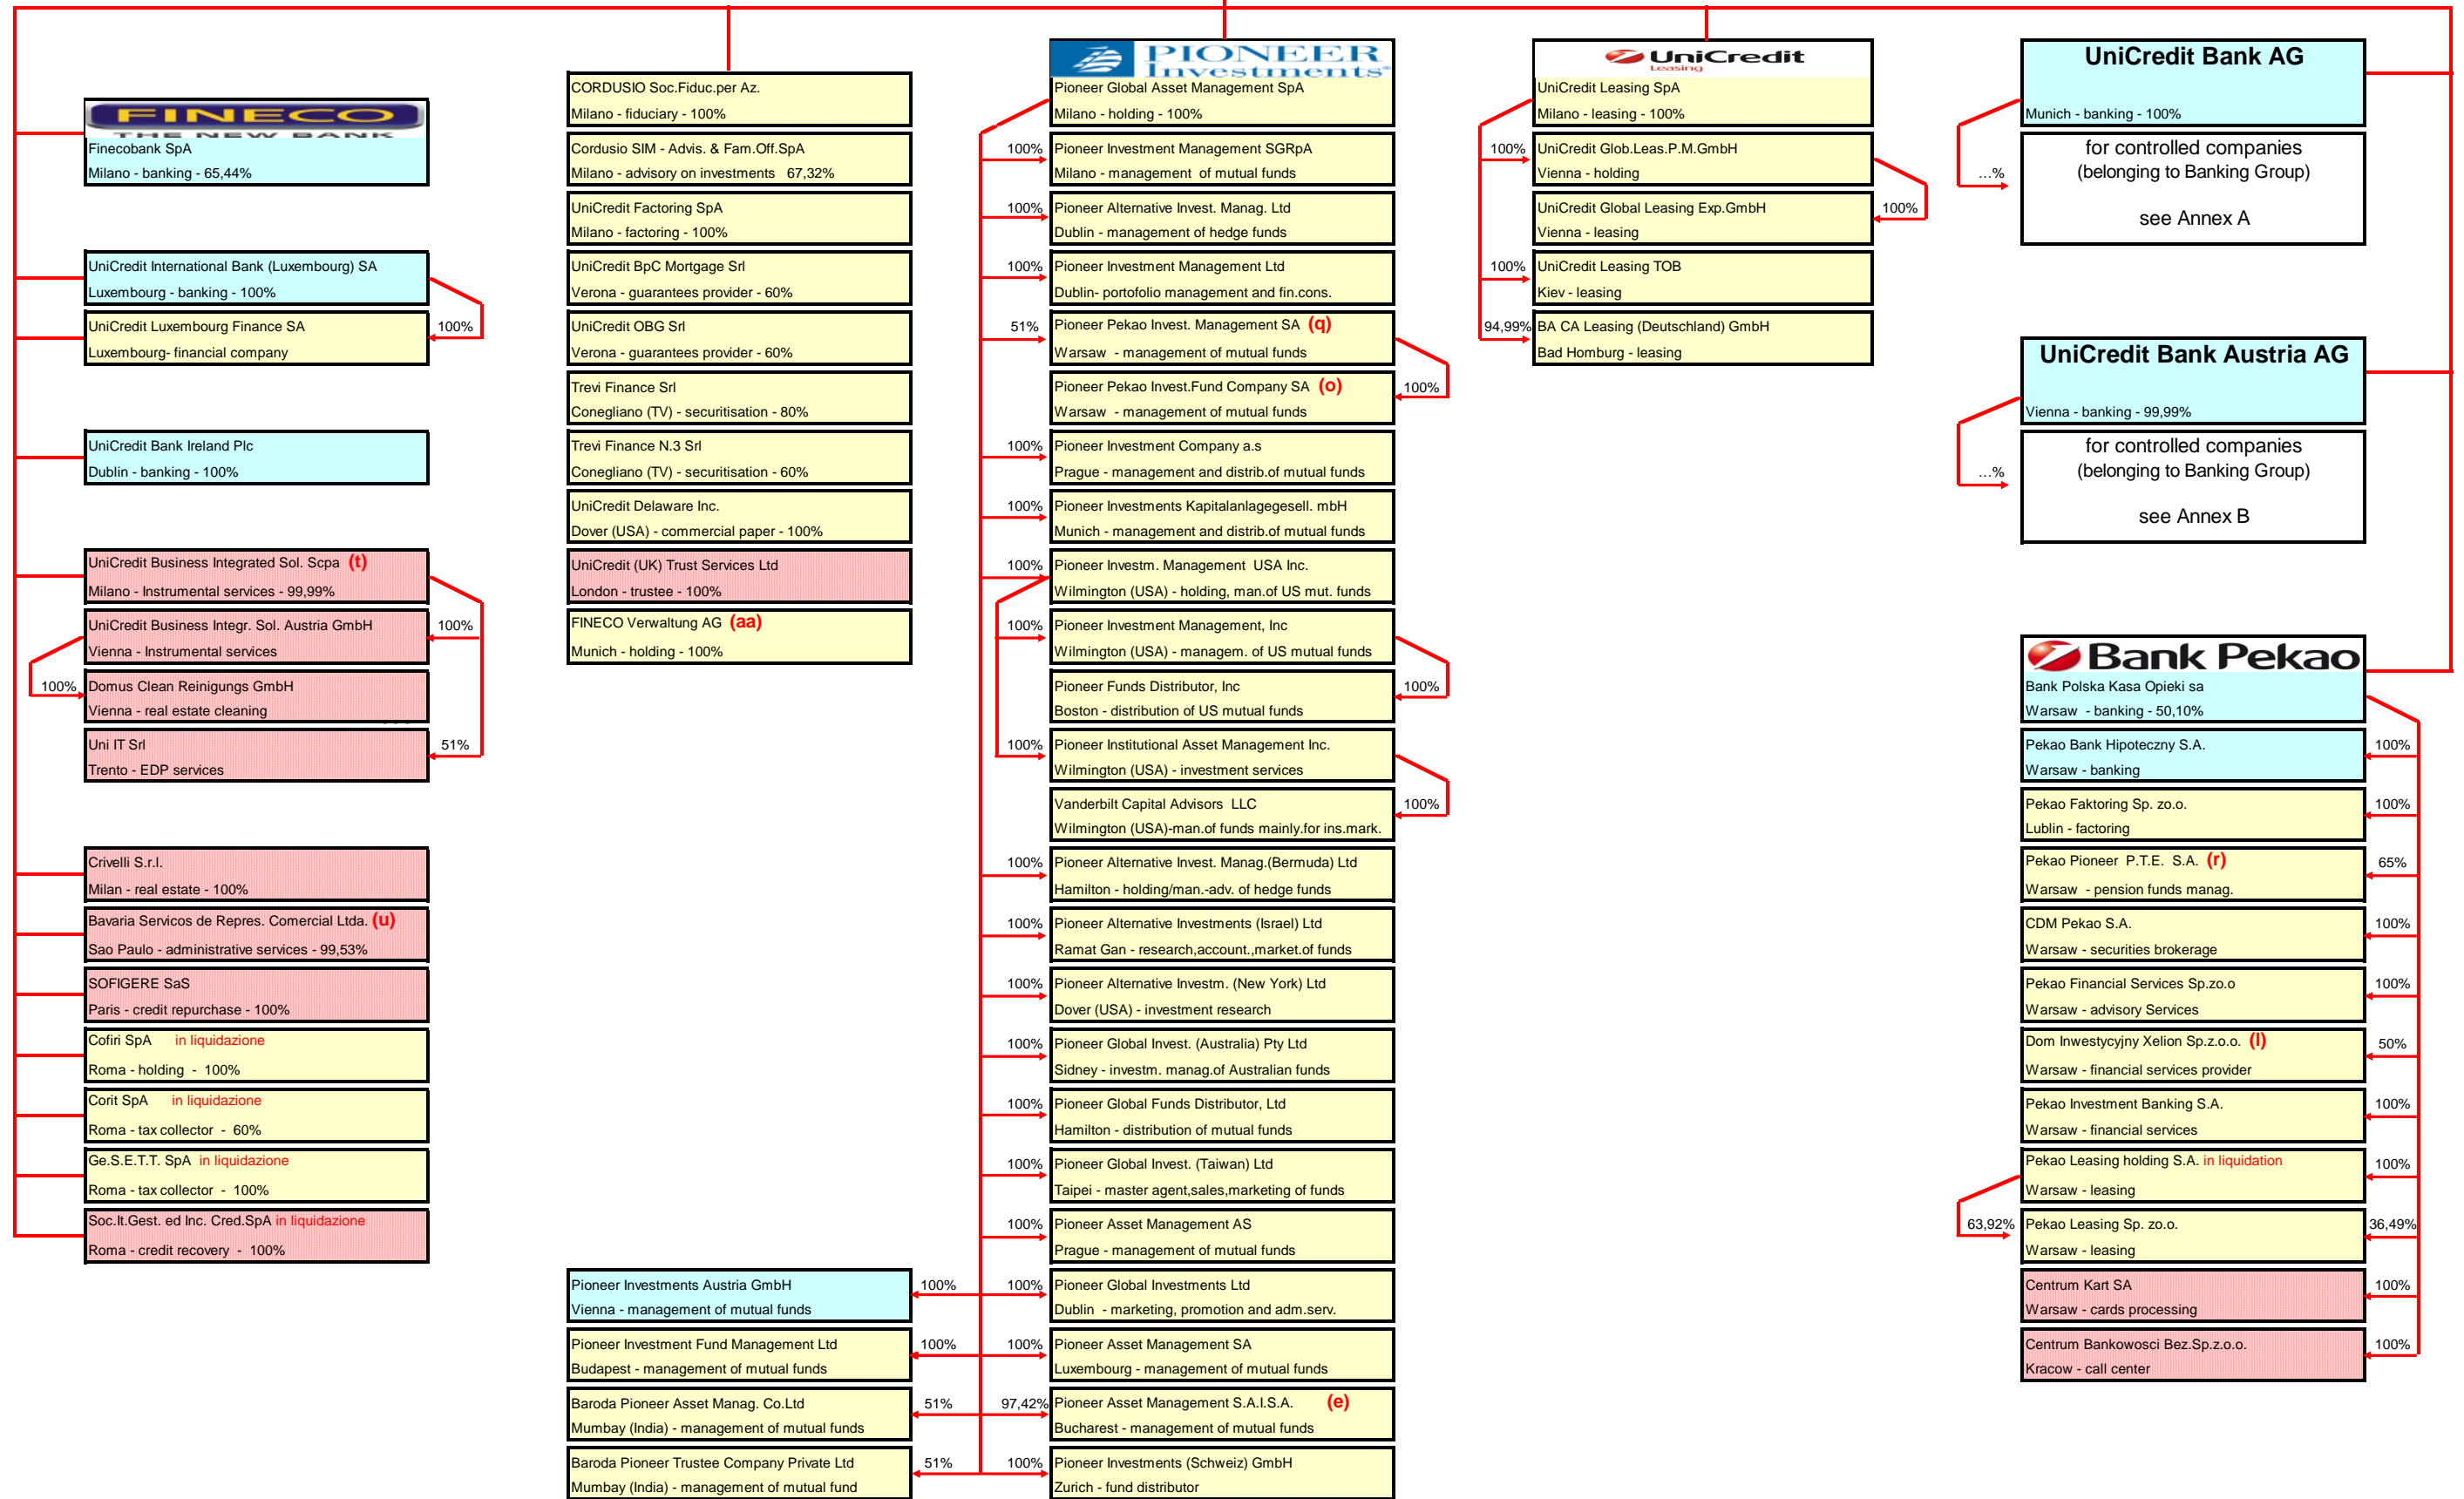 FINECO
THE NEW BANK
Finecobank SpA
Milano - banking - 65,44%
UniCredit International Bank (Luxembourg) SA
Luxembourg - banking - 100%
UniCredit Luxembourg Finance SA
100%
Luxembourg- financial company
UniCredit Bank Ireland Plc
Dublin - banking - 100%
UniCredit Business Integrated Sol. Scpa (t)
Milano - Instrumental services - 99,99%
UniCredit Business Integr. Sol. Austria GmbH
100%
Vienna - Instrumental services
100%
Domus Clean Reinigungs GmbH
Vienna - real estate cleaning
Uni IT Srl
51%
Trento - EDP services
Crivelli S.r.l.
Milan - real estate - 100%
Bavaria Servicos de Repres. Comercial Ltda. (u)
Sao Paulo - administrative services - 99,53%
SOFIGERE SaS
Paris - credit repurchase - 100%
Cofiri SpA in liquidazione
Roma - holding - 100%
Corit SpA in liquidazione
Roma - tax collector - 60%
Ge.S.E.T.T. SpA in liquidazione
Roma - tax collector - 100%
Soc.It.Gest. ed Inc. Cred.SpA in liquidazione
Roma - credit recovery - 100%
CORDUSIO Soc.Fiduc.per Az.
Milano - fiduciary - 100%
Cordusio SIM - Advis. & Fam.Off.SpA
Milano - advisory on investments 67,32%
UniCredit Factoring SpA
Milano - factoring - 100%
UniCredit BpC Mortgage Srl
Verona - guarantees provider - 60%
UniCredit OBG Srl
Verona - guarantees provider - 60%
Trevi Finance Srl
Conegliano (TV) - securitisation - 80%
Trevi Finance N.3 Srl
Conegliano (TV) - securitisation - 60%
UniCredit Delaware Inc.
Dover (USA) - commercial paper - 100%
UniCredit (UK) Trust Services Ltd
London - trustee - 100%
FINECO Verwaltung AG (aa)
Munich - holding - 100%
Pioneer Investments Austria GmbH
100%
Vienna - management of mutual funds
Pioneer Investment Fund Management Ltd
100%
Budapest - management of mutual funds
Baroda Pioneer Asset Manag. Co.Ltd
51%
Mumbay (India) - management of mutual funds
Baroda Pioneer Trustee Company Private Ltd
51%
Mumbay (India) - management of mutual fund
PIONEER
Investments®
Pioneer Global Asset Management SpA
Milano - holding - 100%
100%
Pioneer Investment Management SGRpA
Milano - management of mutual funds
100%
Pioneer Alternative Invest. Manag. Ltd
Dublin - management of hedge funds
100%
Pioneer Investment Management Ltd
Dublin- portofolio management and fin.cons.
51%
Pioneer Pekao Invest. Management SA (q)
Warsaw - management of mutual funds
Pioneer Pekao Invest.Fund Company SA (o)
100%
Warsaw - management of mutual funds
100%
Pioneer Investment Company a.s
Prague - management and distrib.of mutual funds
100%
Pioneer Investments Kapitalanlagegesell. mbH
Munich - management and distrib.of mutual funds
100%
Pioneer Investm. Management USA Inc.
Wilmington (USA) - holding, man.of US mut. funds
100%
Pioneer Investment Management, Inc
Wilmington (USA) - managem. of US mutual funds
Pioneer Funds Distributor, Inc
100%
Boston - distribution of US mutual funds
100%
Pioneer Institutional Asset Management Inc.
Wilmington (USA) - investment services
Vanderbilt Capital Advisors LLC
100%
Wilmington (USA)-man.of funds mainly.for ins.mark.
100%
Pioneer Alternative Invest. Manag.(Bermuda) Ltd
Hamilton - holding/man.-adv. of hedge funds
100%
Pioneer Alternative Investments (Israel) Ltd
Ramat Gan - research,account.,market.of funds
100%
Pioneer Alternative Investm. (New York) Ltd
Dover (USA) - investment research
100%
Pioneer Global Invest. (Australia) Pty Ltd
Sidney - investm. manag.of Australian funds
100%
Pioneer Global Funds Distributor, Ltd
Hamilton - distribution of mutual funds
100%
Pioneer Global Invest. (Taiwan) Ltd
Taipei - master agent,sales,marketing of funds
100%
Pioneer Asset Management AS
Prague - management of mutual funds
100%
Pioneer Global Investments Ltd
Dublin - marketing, promotion and adm.serv.
100%
Pioneer Asset Management SA
Luxembourg - management of mutual funds
97,42%
Pioneer Asset Management S.A.I.S.A. (e)
Bucharest - management of mutual funds
100%
Pioneer Investments (Schweiz) GmbH
Zurich - fund distributor
UniCredit
Leasing
UniCredit Leasing SpA
Milano - leasing - 100%
100%
UniCredit Glob.Leas.P.M.GmbH
Vienna - holding
UniCredit Global Leasing Exp.GmbH
100%
Vienna - leasing
100%
UniCredit Leasing TOB
Kiev - leasing
94,99%
BA CA Leasing (Deutschland) GmbH
Bad Homburg - leasing
UniCredit Bank AG
Munich - banking - 100%
for controlled companies
(belonging to Banking Group)
...%
see Annex A
UniCredit Bank Austria AG
Vienna - banking - 99,99%
for controlled companies
(belonging to Banking Group)
...%
see Annex B
Bank Pekao
Bank Polska Kasa Opieki sa
Warsaw - banking - 50,10%
Pekao Bank Hipoteczny S.A.
100%
Warsaw - banking
Pekao Faktoring Sp. zo.o.
100%
Lublin - factoring
Pekao Pioneer P.T.E. S.A. (r)
65%
Warsaw - pension funds manag.
CDM Pekao S.A.
100%
Warsaw - securities brokerage
Pekao Financial Services Sp.zo.o
100%
Warsaw - advisory Services
Dom Inwestycyjny Xelion Sp.z.o.o. (l)
50%
Warsaw - financial services provider
Pekao Investment Banking S.A.
100%
Warsaw - financial services
Pekao Leasing holding S.A. in liquidation
100%
Warsaw - leasing
63,92%
Pekao Leasing Sp. zo.o.
36,49%
Warsaw - leasing
Centrum Kart SA
100%
Warsaw - cards processing
Centrum Bankowosci Bez.Sp.z.o.o.
100%
Kracow - call center